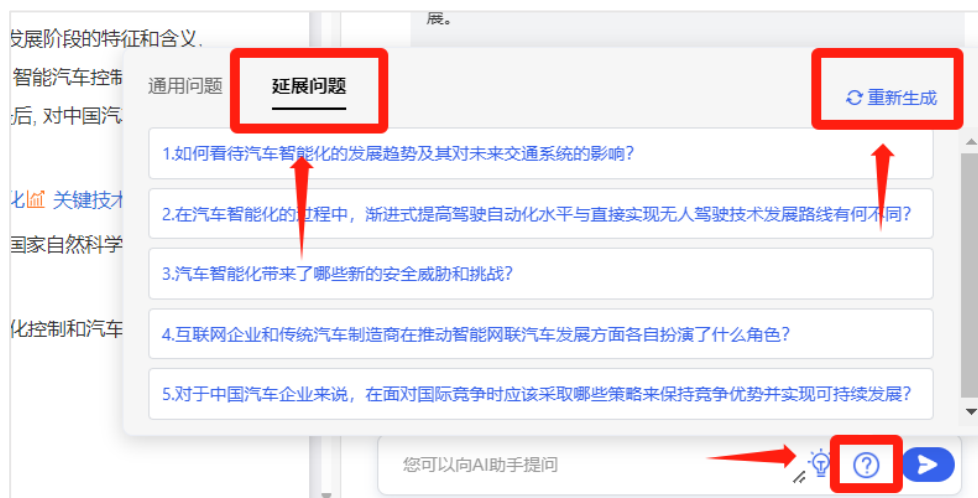 展。
发展阶段的特征和含义.
智能汽车控制
后, 对中国汽
通用问题
延展问题
重新生成
1.如何看待汽车智能化的发展趋势及其对未来交通系统的影响?
2.在汽车智能化的过程中，渐进式提高驾驶自动化水平与直接实现无人驾驶技术发展路线有何不同?
化 关键技术
国家自然科学
3.汽车智能化带来了哪些新的安全威胁和挑战?
化控制和汽车
4.互联网企业和传统汽车制造商在推动智能网联汽车发展方面各自扮演了什么角色?
5.对于中国汽车企业来说，在面对国际竞争时应该采取哪些策略来保持竞争优势并实现可持续发展?
您可以向AI助手提问